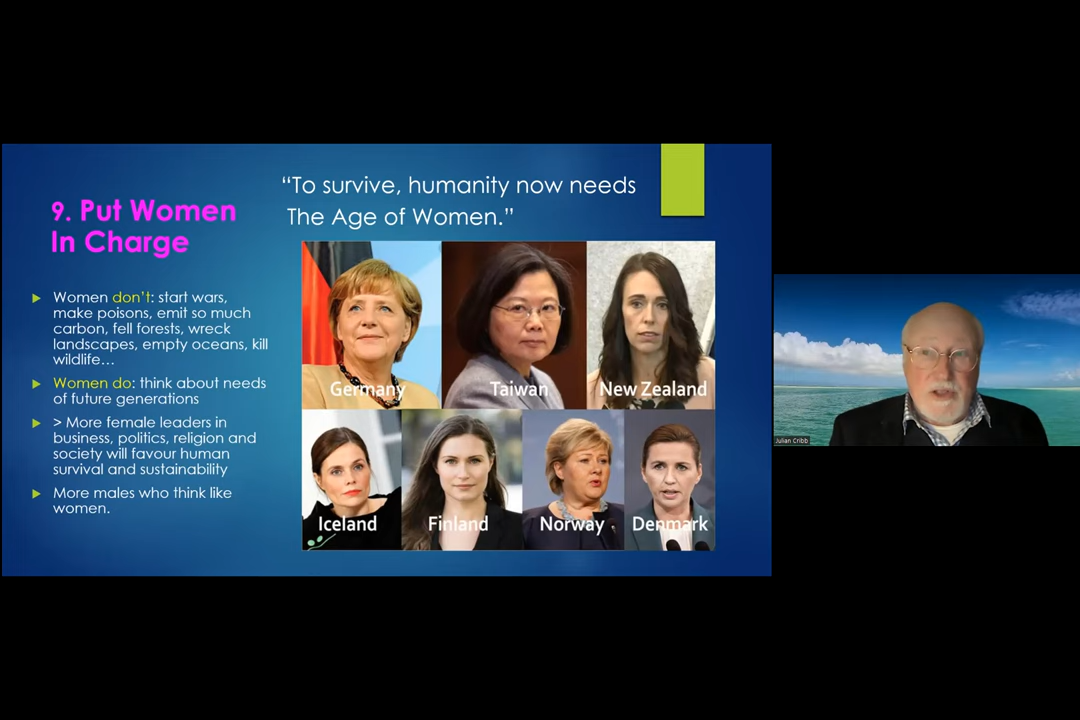 9. Put Women
In Charge
“To survive, humanity now needs
The Age of Women.”
Women don’t: start wars,
make poisons, emit so much
carbon, fell forests, wreck
landscapes, empty oceans, kill
wildlife…
Women do: think about needs
of future generations
> More female leaders in
business, politics, religion and
society will favour human
survival and sustainability
More males who think like
women.
Germany
Taiwan
New Zealand
Iceland
Finland
Norway
Denmark
Julian Cribb